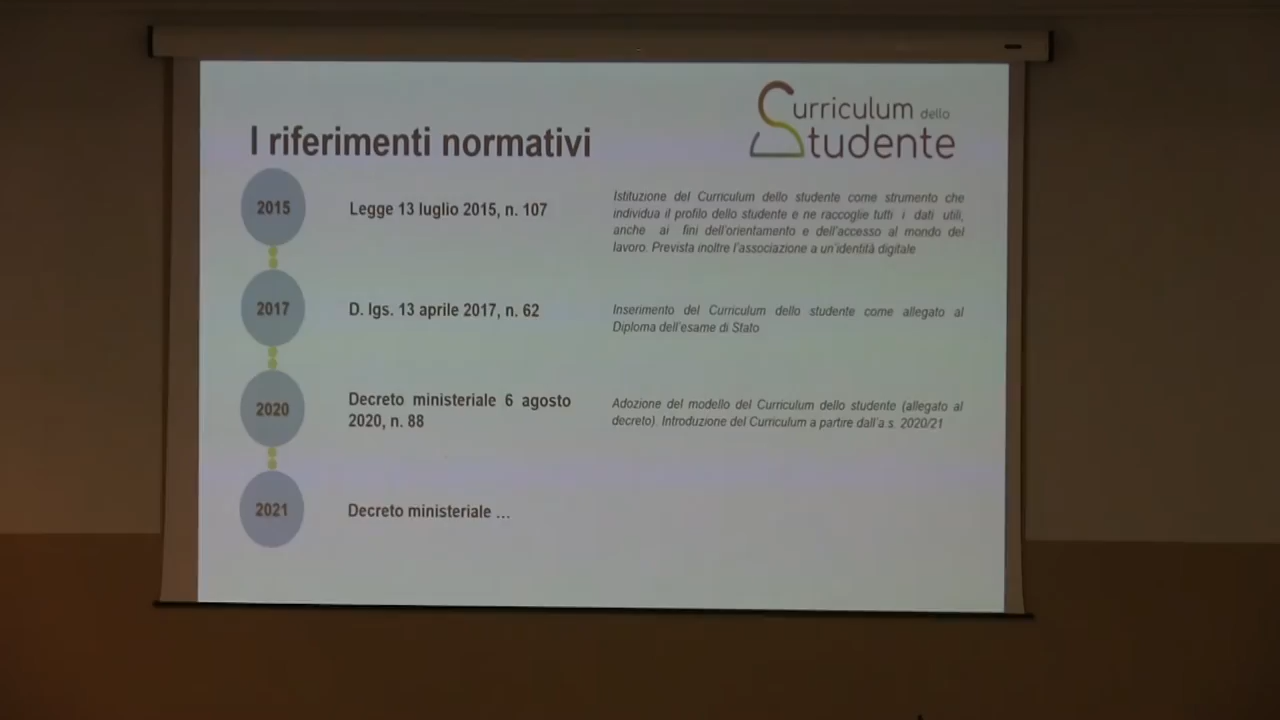 Curriculum dello
Studente
I riferimenti normativi
2015
Legge 13 luglio 2015, n. 107
Istituzione del Curriculum dello studente come strumento che
individua il profilo dello studente e ne raccoglie tutti i dati utili,
anche ai fini dell'orientamento e dell'accesso al mondo del
lavoro. Prevista inoltre l'associazione a un'identità digitale
2017
D. lgs. 13 aprile 2017, n. 62
Inserimento del Curriculum dello studente come allegato al
Diploma dell'esame di Stato
2020
Decreto ministeriale 6 agosto
2020, n. 88
Adozione del modello del Curriculum dello studente (allegato al
decreto). Introduzione del Curriculum a partire dall'a.s. 2020/21
2021
Decreto ministeriale ...